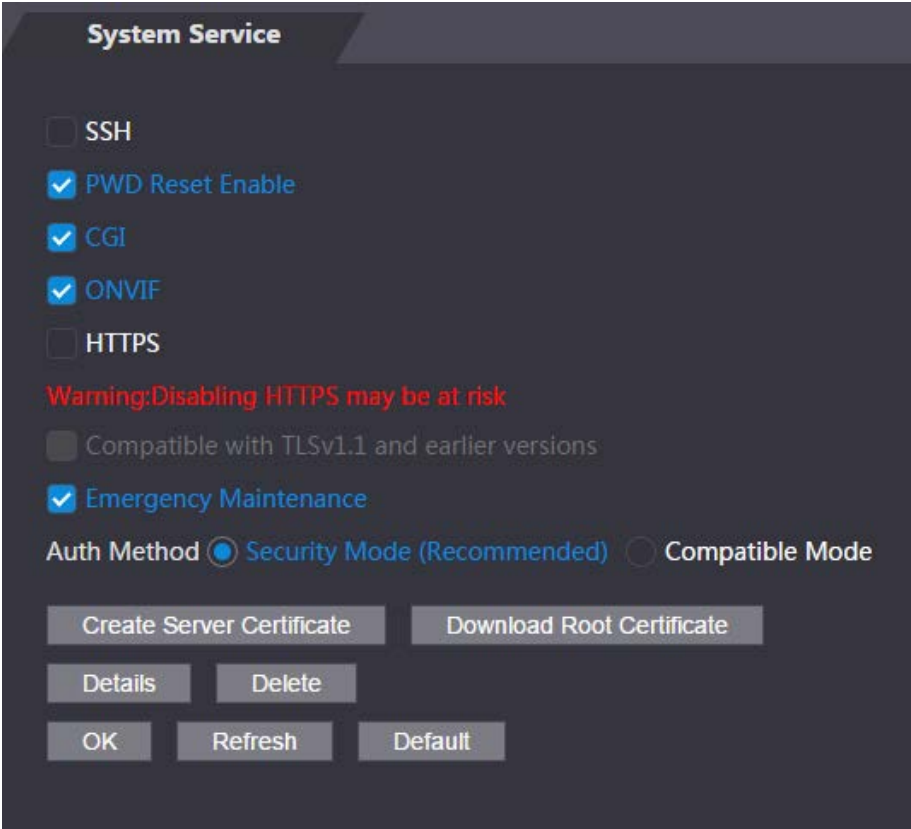 System Service
SSH
PWD Reset Enable
CGI
ONVIF
HTTPS
Warning:Disabling HTTPS may be at risk
Compatible with TLSv1.1 and earlier versions
Emergency Maintenance
Auth Method Security Mode (Recommended) Compatible Mode
Create Server Certificate Download Root Certificate
Details Delete
OK Refresh Default